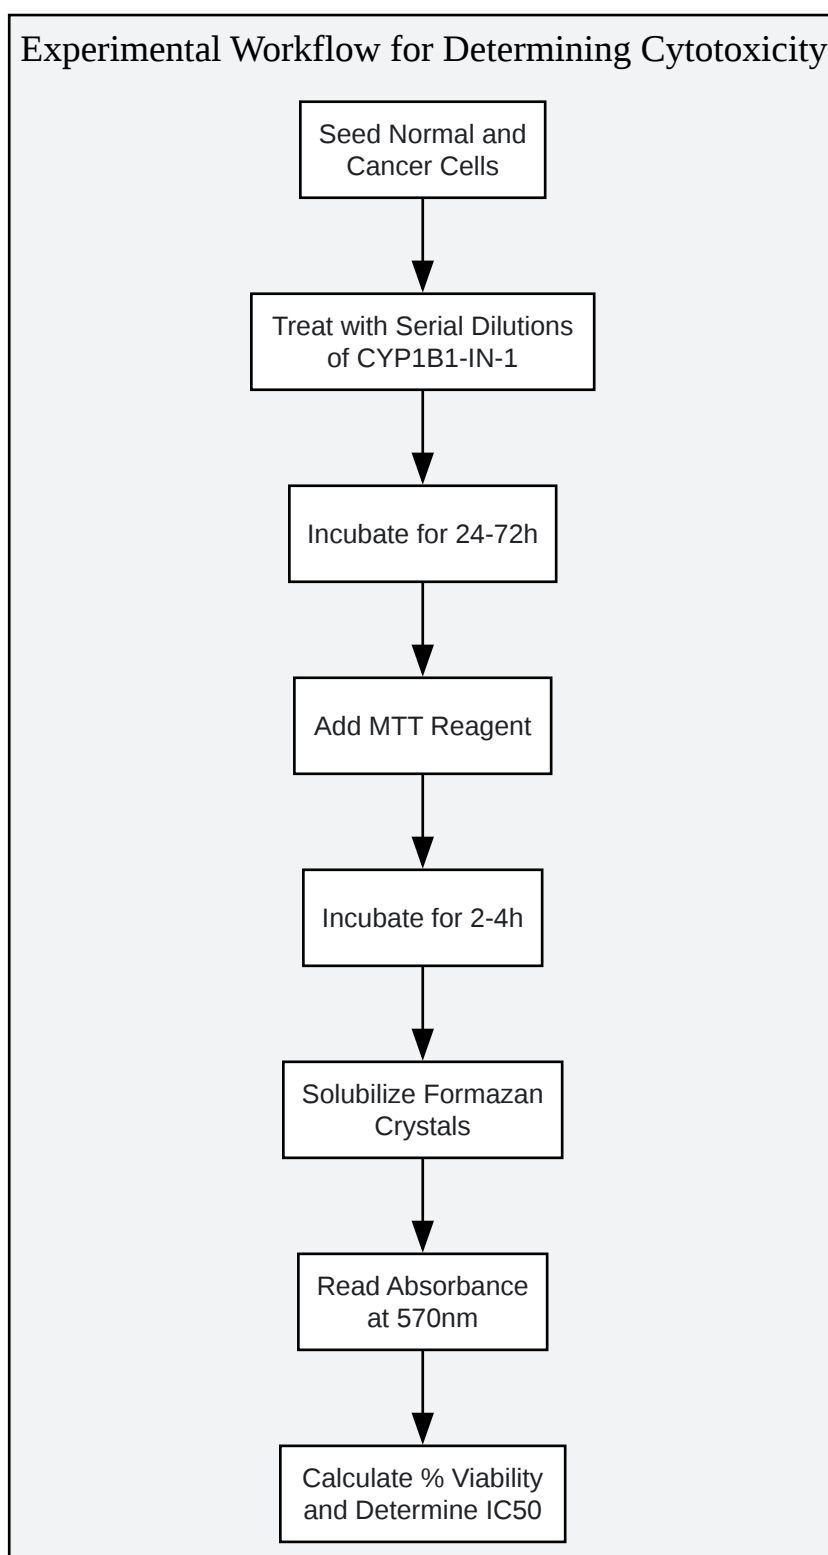 Experimental Workflow for Determining Cytotoxicity
Seed Normal and
Cancer Cells
Treat with Serial Dilutions
of CYP1B1-IN-1
Incubate for 24-72h
Add MTT Reagent
Incubate for 2-4h
Solubilize Formazan
Crystals
Read Absorbance
at 570nm
Calculate % Viability
and Determine IC50